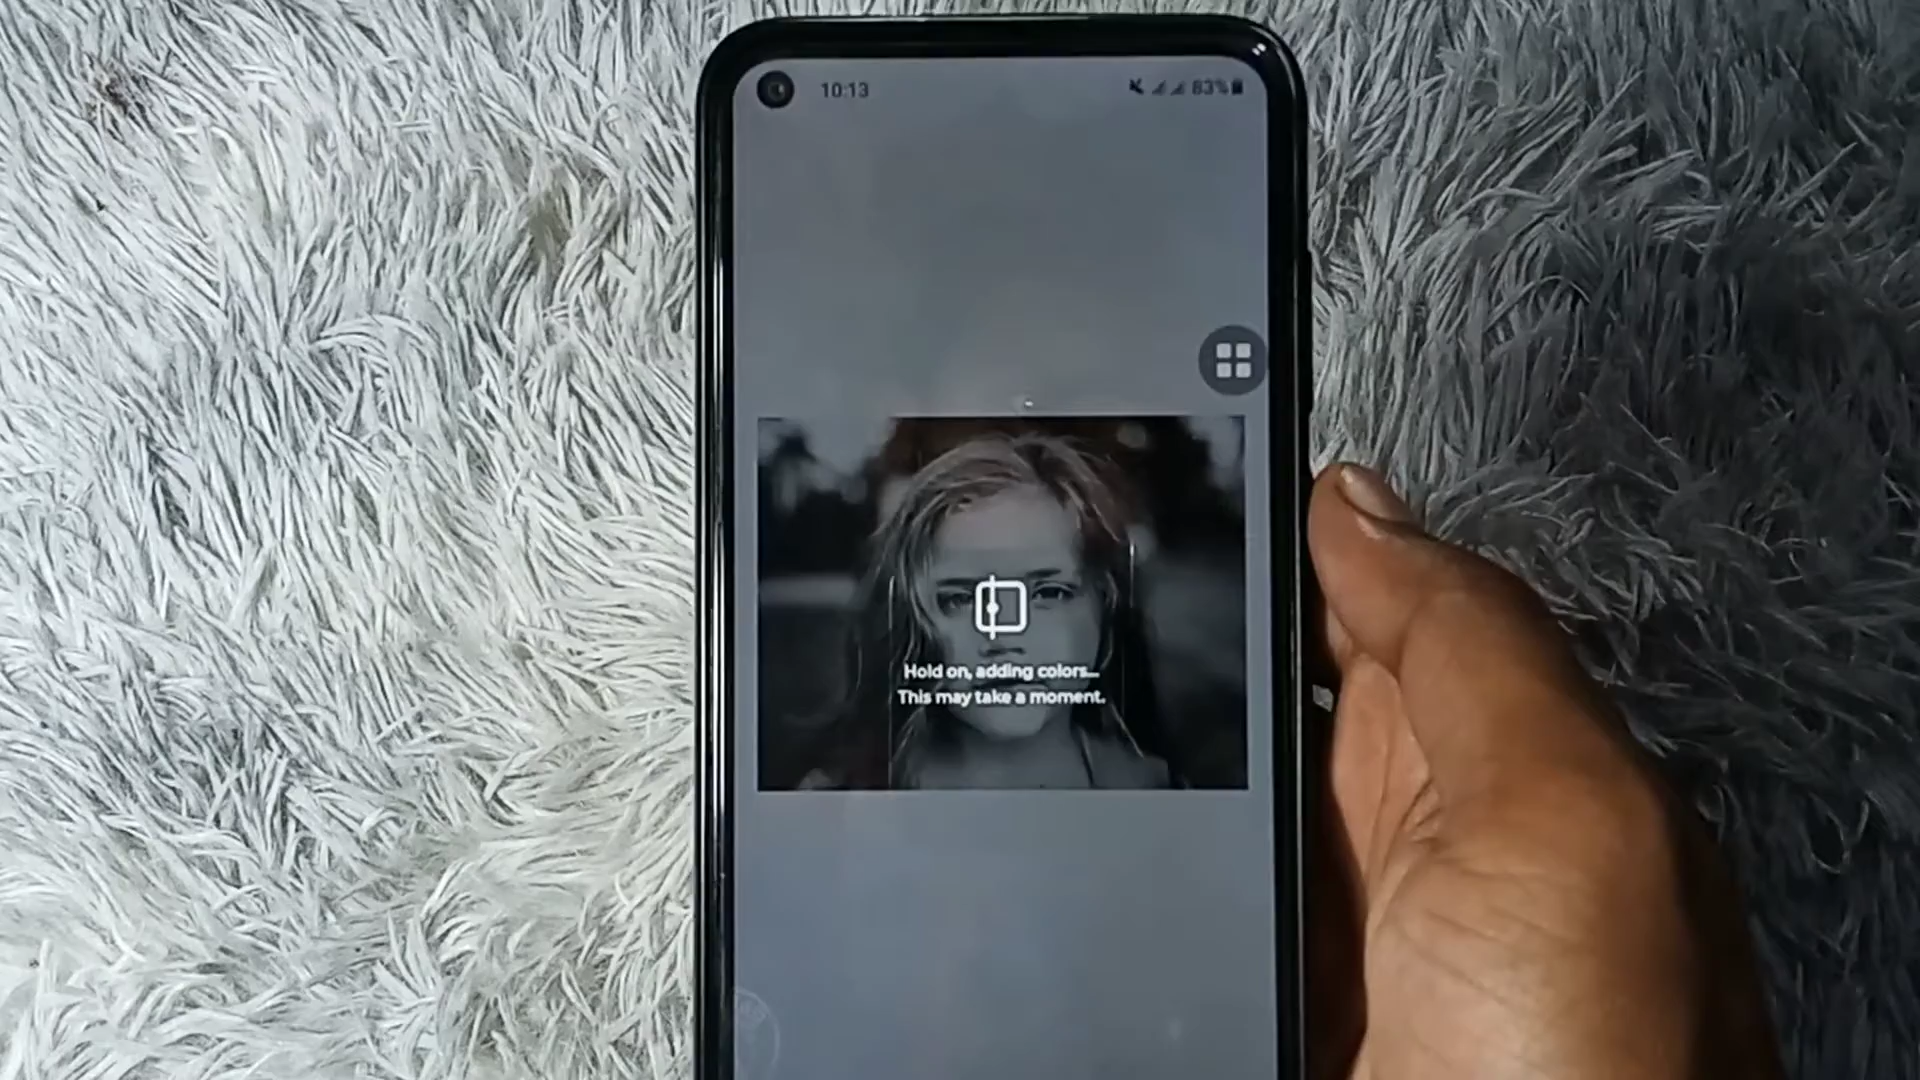 10:13
83%
Hold on, adding colors...
This may take a moment.